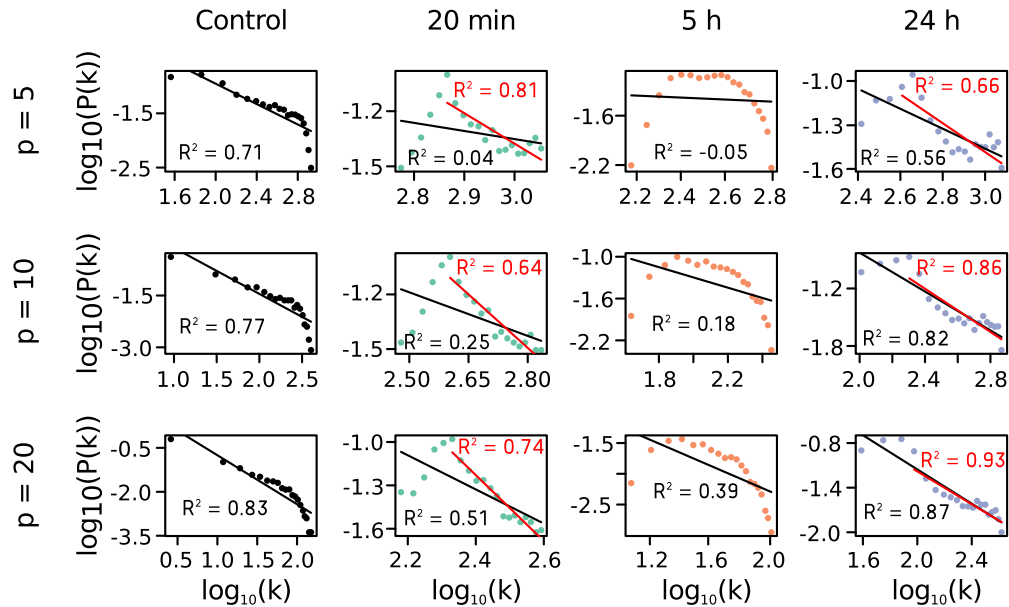 Control 20 min 5 h 24 h
p = 5
log10(P(k))
-1.5
-2.5
R² = 0.71
1.6 2.0 2.4 2.8
-1.2
-1.5
R² = 0.81
R² = 0.04
2.8 2.9 3.0
-1.6
-2.2
R² = -0.05
2.2 2.4 2.6 2.8
-1.0
-1.3
-1.6
R² = 0.66
R² = 0.56
2.4 2.6 2.8 3.0
p = 10
log10(P(k))
-1.5
-3.0
R² = 0.77
1.0 1.5 2.0 2.5
-1.2
-1.5
R² = 0.64
R² = 0.25
2.50 2.65 2.80
-1.0
-1.6
-2.2
R² = 0.18
1.8 2.2
-1.2
-1.8
R² = 0.86
R² = 0.82
2.0 2.4 2.8
p = 20
log10(P(k))
-0.5
-2.0
-3.5
R² = 0.83
0.5 1.0 1.5 2.0
log₁₀(k)
-1.0
-1.3
-1.6
R² = 0.74
R² = 0.51
2.2 2.4 2.6
log₁₀(k)
-1.5
-2.5
R² = 0.39
1.2 1.6 2.0
log₁₀(k)
-0.8
-1.4
-2.0
R² = 0.93
R² = 0.87
1.6 2.0 2.4
log₁₀(k)